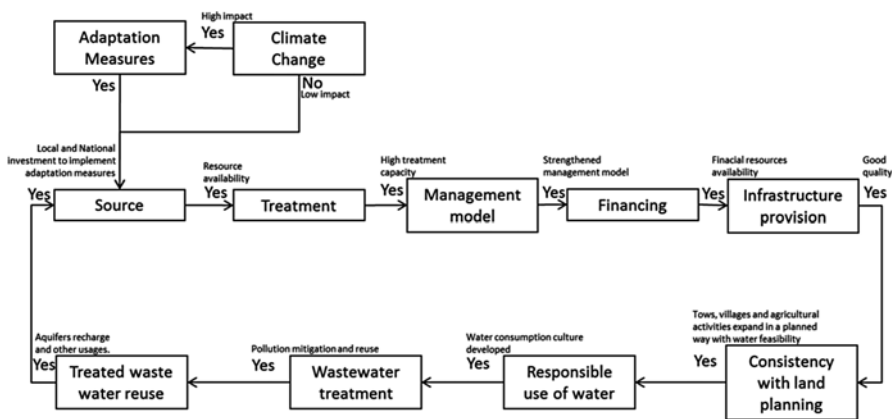 High impact
Yes
Adaptation
Measures
Climate
Change
Yes
No
Low impact
Local and National
investment to implement
adaptation measures
Yes
Source
Resource
availability
Yes
Treatment
High treatment
capacity
Yes
Management
model
Strengthened
management model
Yes
Financing
Finacial resources
availability
Yes
Infrastructure
provision
Good
quality
Yes
Tows, villages and agricultural
activities expand in a planned
way with water feasibility
Yes
Consistency
with land
planning
Water consumption culture
developed
Yes
Responsible
use of water
Pollution mitigation and reuse
Yes
Wastewater
treatment
Aquifers recharge
and other usages.
Yes
Treated waste
water reuse